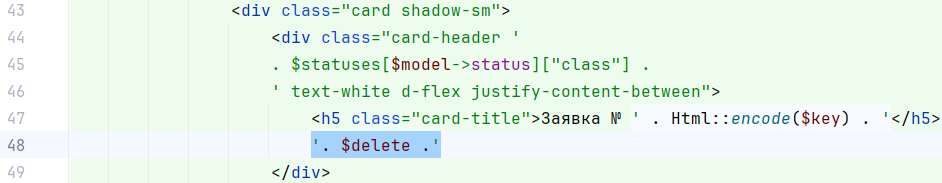 43 <div class="card shadow-sm">
44 <div class="card-header '
45 . $statuses[$model->status]["class"] .
46 ' text-white d-flex justify-content-between">
47 <h5 class="card-title">Заявка № ' . Html::encode($key) . '</h5>
48 '. $delete .'
49 </div>